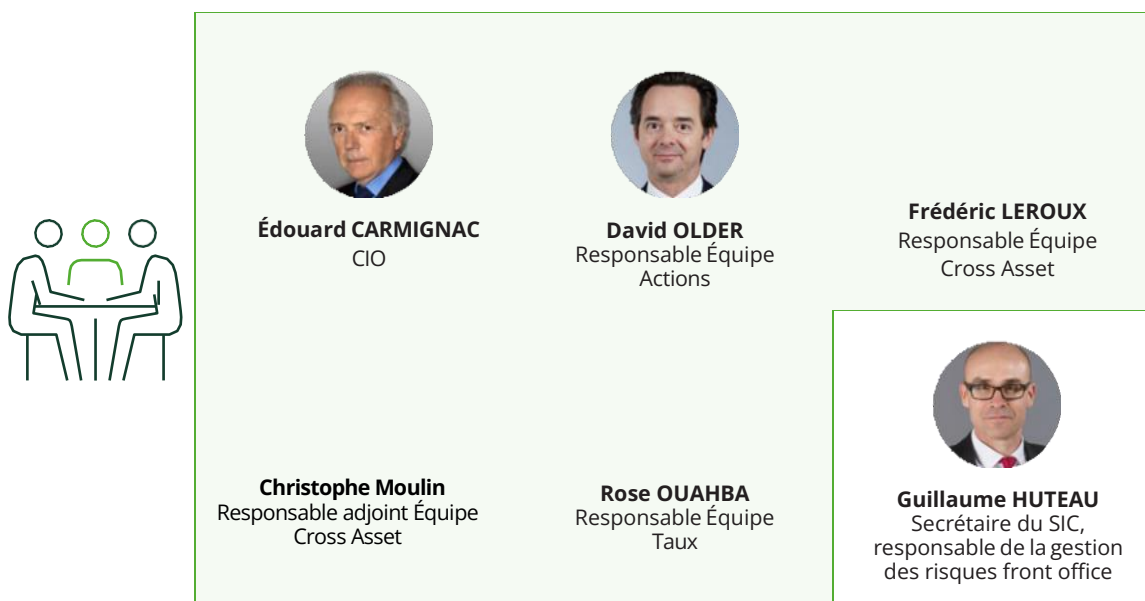 Édouard CARMIGNAC
CIO
David OLDER
Responsable Équipe
Actions
Frédéric LEROUX
Responsable Équipe
Cross Asset
Christophe Moulin
Responsable adjoint Équipe
Cross Asset
Rose OUAHBA
Responsable Équipe
Taux
Guillaume HUTEAU
Secrétaire du SIC,
responsable de la gestion
des risques front office